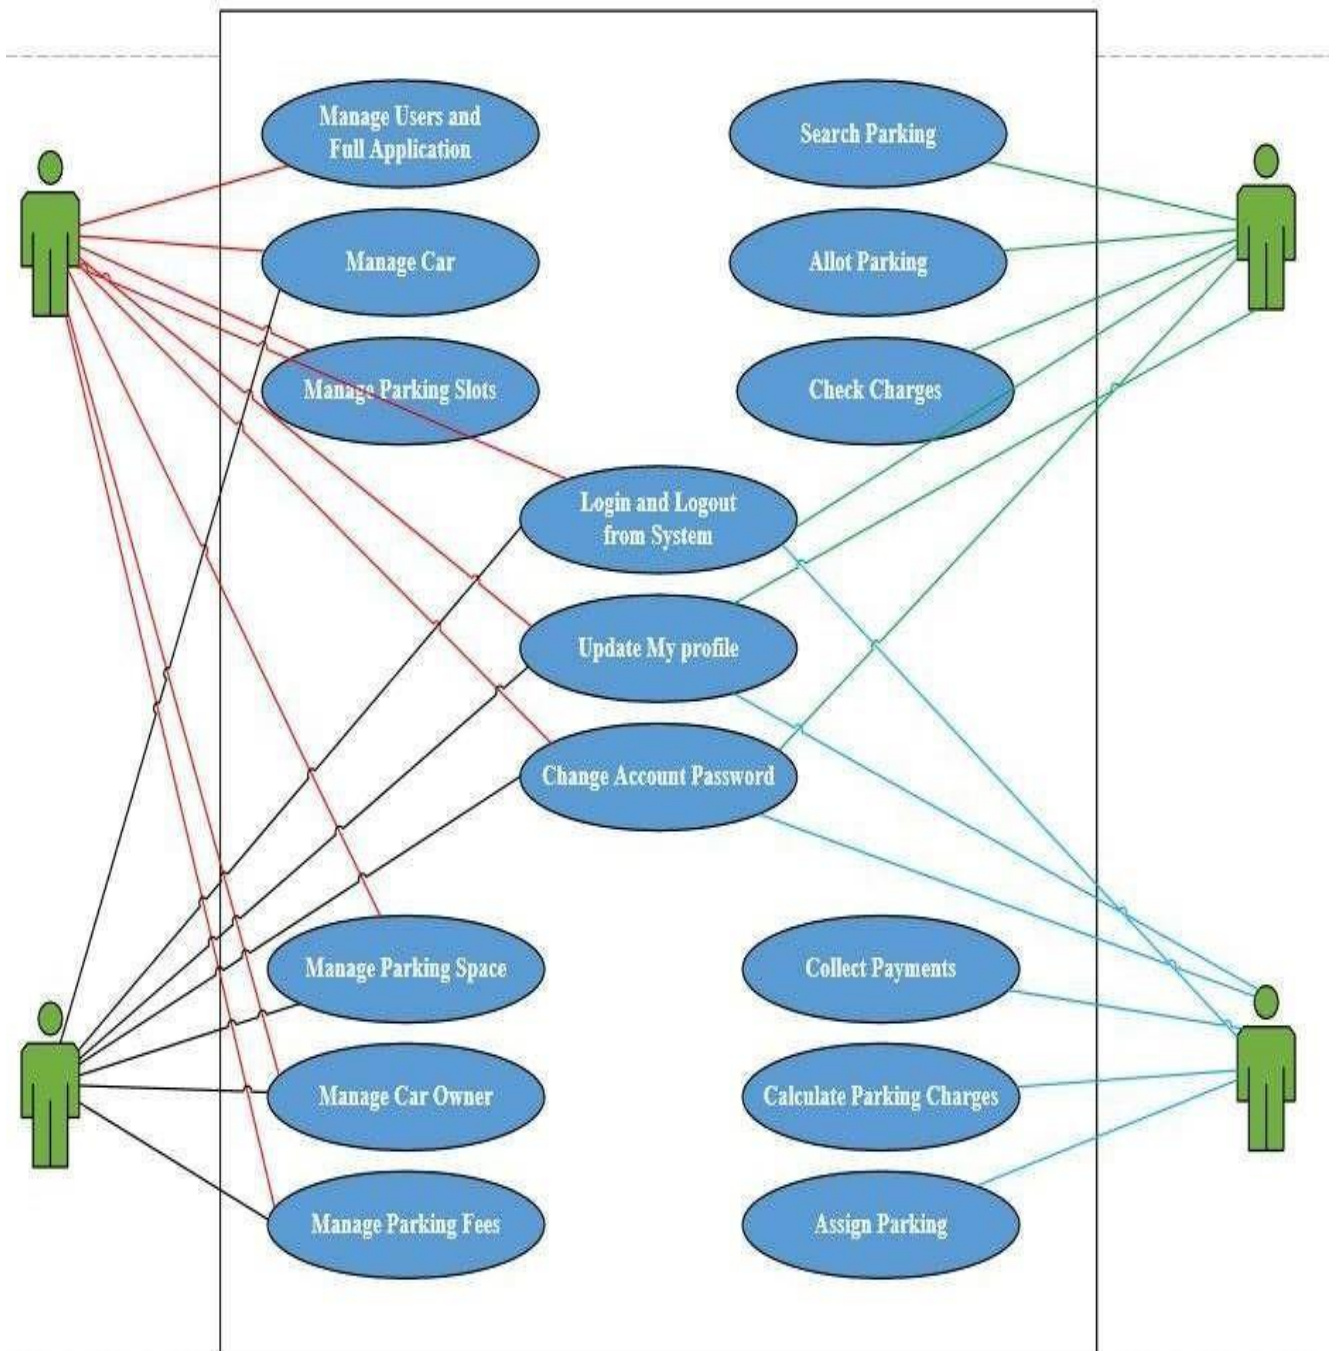 Manage Users and
Full Application
Search Parking
Manage Car
Allot Parking
Manage Parking Slots
Check Charges
Login and Logout
from System
Update My profile
Change Account Password
Manage Parking Space
Collect Payments
Manage Car Owner
Calculate Parking Charges
Manage Parking Fees
Assign Parking